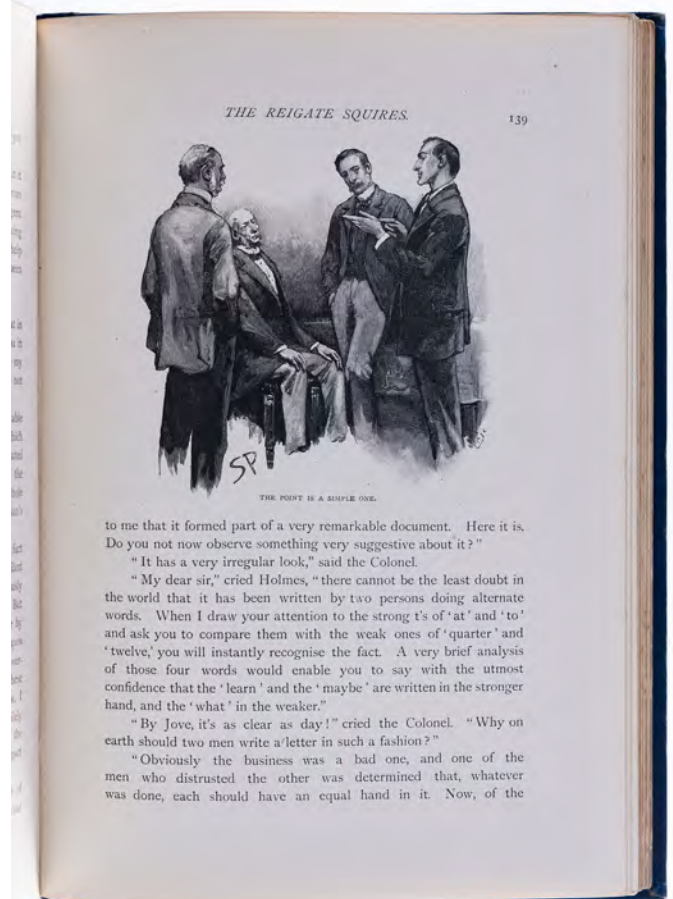 THE REIGATE SQUIRES.
139
SP
THE POINT IS A SIMPLE ONE.
to me that it formed part of a very remarkable document. Here it is.
Do you not now observe something very suggestive about it?"
"It has a very irregular look," said the Colonel.
"My dear sir," cried Holmes, "there cannot be the least doubt in
the world that it has been written by two persons doing alternate
words. When I draw your attention to the strong t's of 'at' and 'to'
and ask you to compare them with the weak ones of 'quarter' and
'twelve,' you will instantly recognise the fact. A very brief analysis
of those four words would enable you to say with the utmost
confidence that the 'learn' and the 'maybe' are written in the stronger
hand, and the 'what' in the weaker."
"By Jove, it's as clear as day!" cried the Colonel. "Why on
earth should two men write a letter in such a fashion?"
"Obviously the business was a bad one, and one of the
men who distrusted the other was determined that, whatever
was done, each should have an equal hand in it. Now, of the